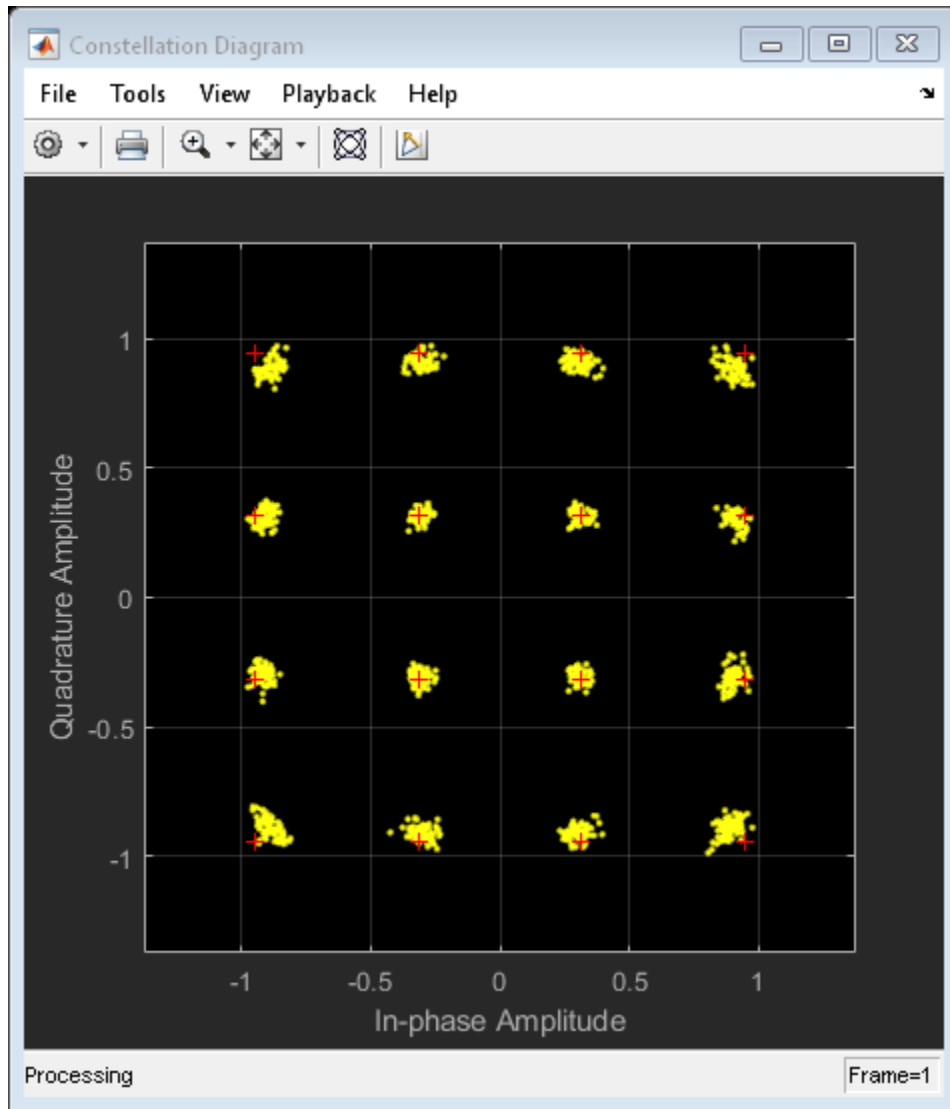 Constellation Diagram
File Tools View Playback Help
1
0.5
0
-0.5
-1
Quadrature Amplitude
-1 -0.5 0 0.5 1
In-phase Amplitude
Processing Frame=1